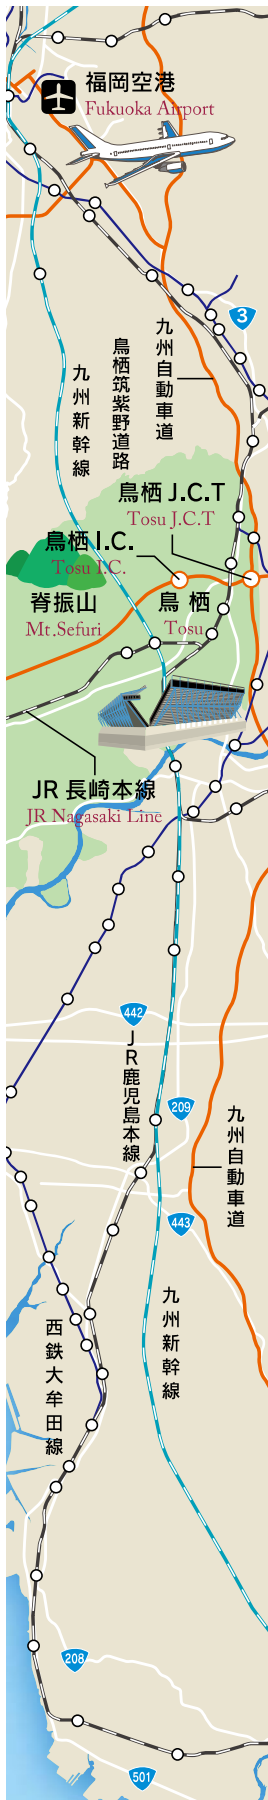 福岡空港
Fukuoka Airport
3
九州自動車道
鳥栖筑紫野道路
九州新幹線
鳥栖 J.C.T
Tosu J.C.T
鳥栖 I.C.
Tosu I.C.
脊振山
Mt.Sefuri
鳥栖
Tosu
JR 長崎本線
JR Nagasaki Line
442
JR鹿児島本線
209
九州自動車道
443
九州新幹線
西鉄大牟田線
208
501